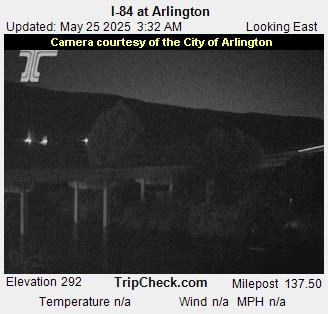 I-84 at Arlington
Updated: May 25 2025 3:32 AM Looking East
Camera courtesy of the City of Arlington
Elevation 292 TripCheck.com Milepost 137.50
Temperature n/a Wind n/a MPH n/a